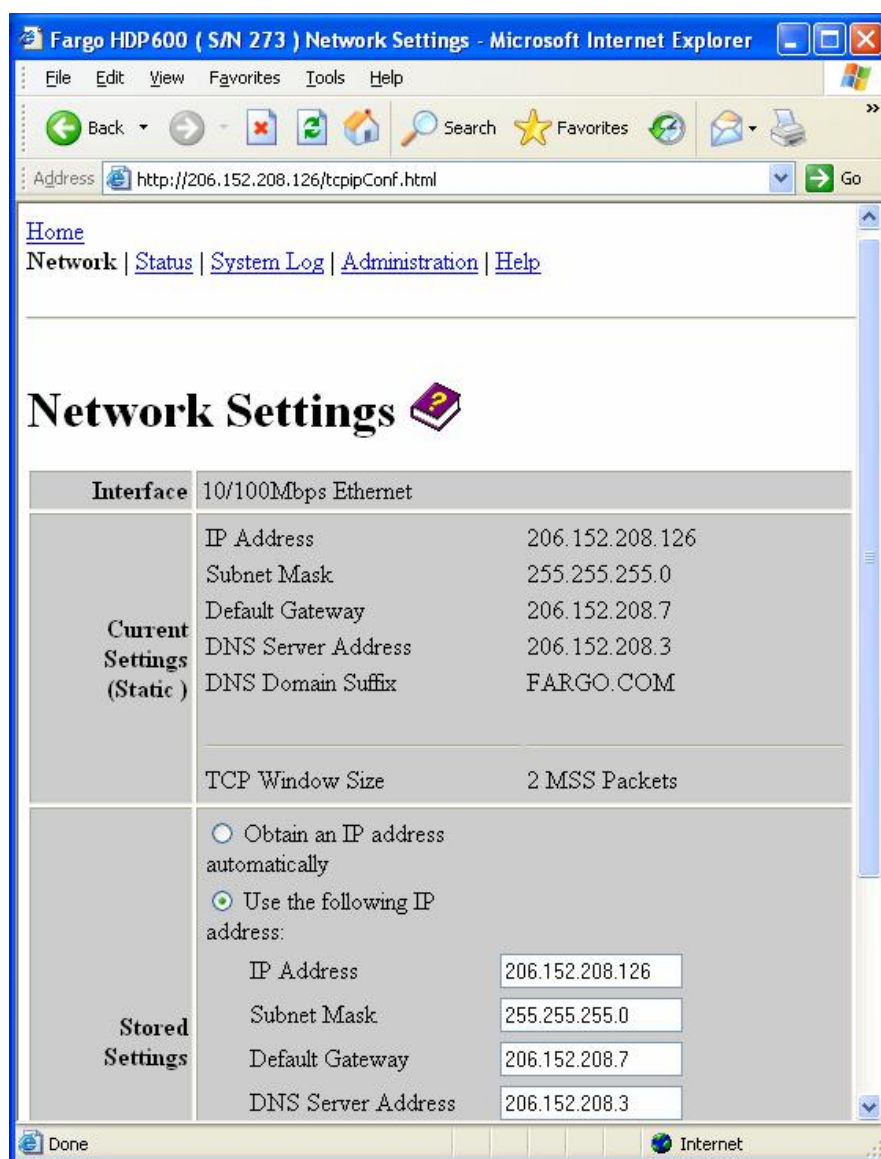 Fargo HDP600 ( S/N 273 ) Network Settings - Microsoft Internet Explorer
File Edit View Favorites Tools Help
Back Search Favorites
Address http://206.152.208.126/tcpipConf.html Go
Home
Network | Status | System Log | Administration | Help
Network Settings
Interface 10/100Mbps Ethernet
Current Settings (Static )
IP Address 206.152.208.126
Subnet Mask 255.255.255.0
Default Gateway 206.152.208.7
DNS Server Address 206.152.208.3
DNS Domain Suffix FARGO.COM
TCP Window Size 2 MSS Packets
Stored Settings
Obtain an IP address
automatically
Use the following IP
address:
IP Address 206.152.208.126
Subnet Mask 255.255.255.0
Default Gateway 206.152.208.7
DNS Server Address 206.152.208.3
Done Internet